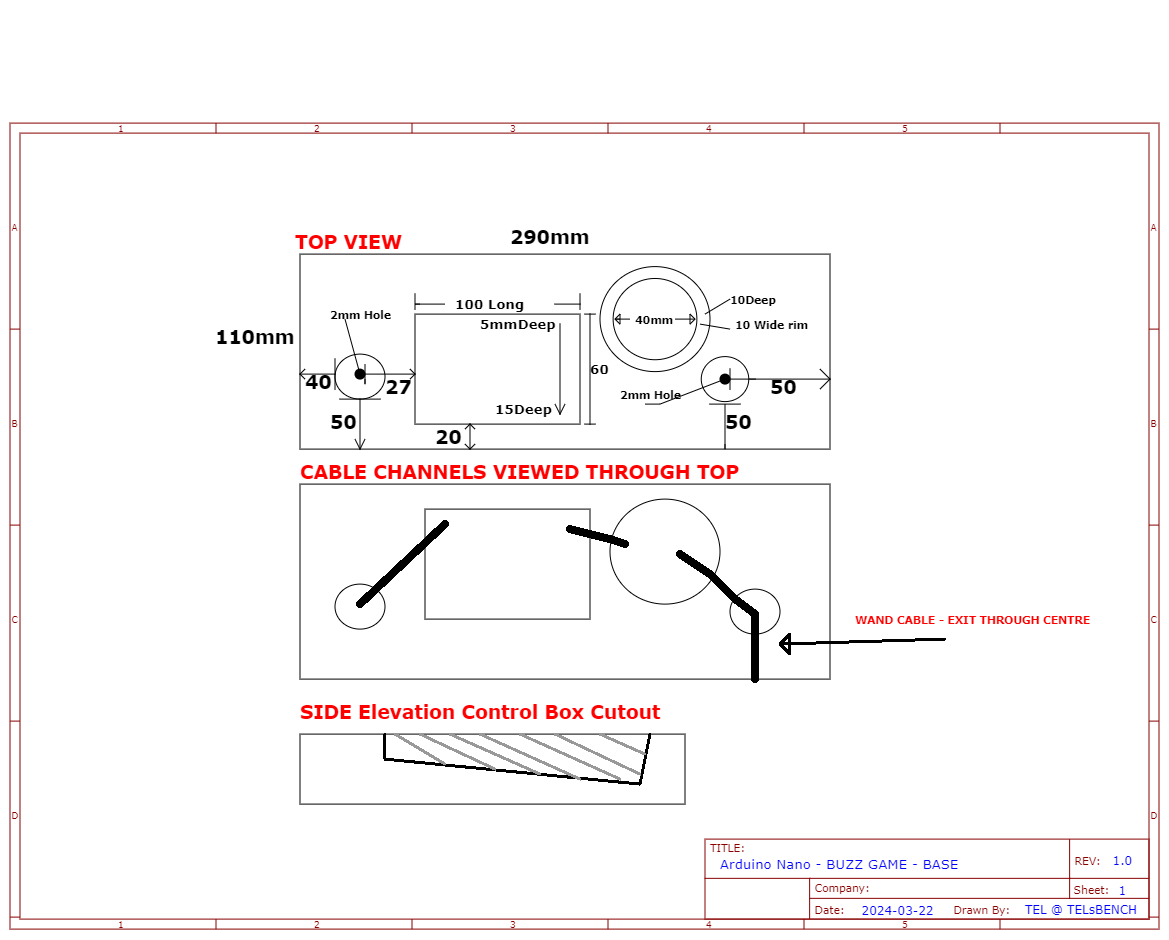 1 2 3 4 5
A A
290mm
TOP VIEW
100 Long
10Deep
2mm Hole
40mm
5mmDeep
10 Wide rim
110mm
60
40
27
50
2mm Hole
15Deep
50
50
B B
20
CABLE CHANNELS VIEWED THROUGH TOP
C C
WAND CABLE - EXIT THROUGH CENTRE
SIDE Elevation Control Box Cutout
D D
TITLE:
Arduino Nano - BUZZ GAME - BASE
REV: 1.0
Company:
Sheet: 1
Date: 2024-03-22 Drawn By: TEL @ TELsBENCH
1 2 3 4 5